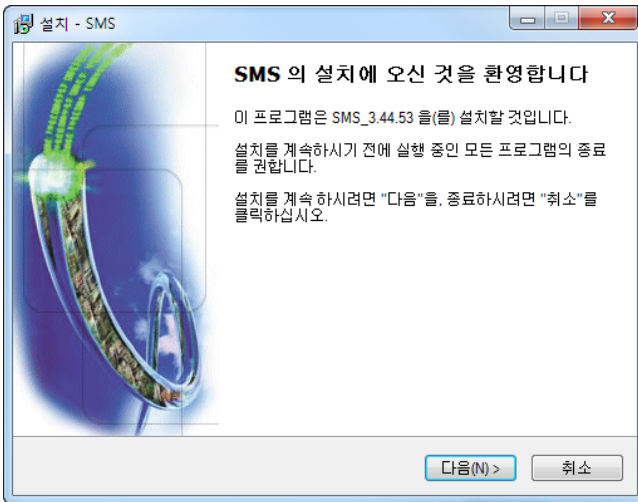 설치 - SMS
SMS 의 설치에 오신 것을 환영합니다
이 프로그램은 SMS_3.44.53 을(를) 설치할 것입니다.
설치를 계속하시기 전에 실행 중인 모든 프로그램의 종료
를 권합니다.
설치를 계속 하시려면 "다음"을, 종료하시려면 "취소"를
클릭하십시오.
다음(N) >
취소